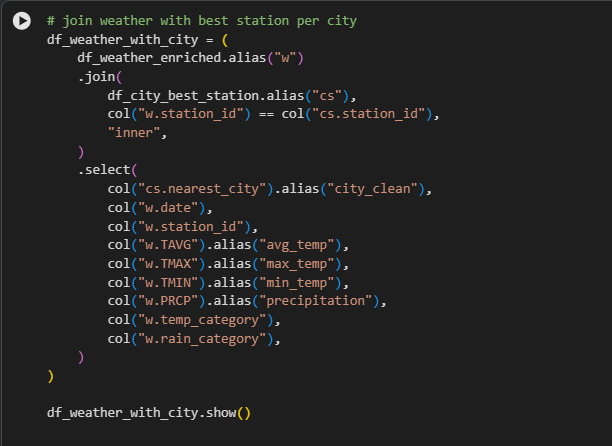 # join weather with best station per city
df_weather_with_city = (
    df_weather_enriched.alias("w")
    .join(
        df_city_best_station.alias("cs"),
        col("w.station_id") == col("cs.station_id"),
        "inner",
    )
    .select(
        col("cs.nearest_city").alias("city_clean"),
        col("w.date"),
        col("w.station_id"),
        col("w.TAVG").alias("avg_temp"),
        col("w.TMAX").alias("max_temp"),
        col("w.TMIN").alias("min_temp"),
        col("w.PRCP").alias("precipitation"),
        col("w.temp_category"),
        col("w.rain_category"),
    )
)
df_weather_with_city.show()